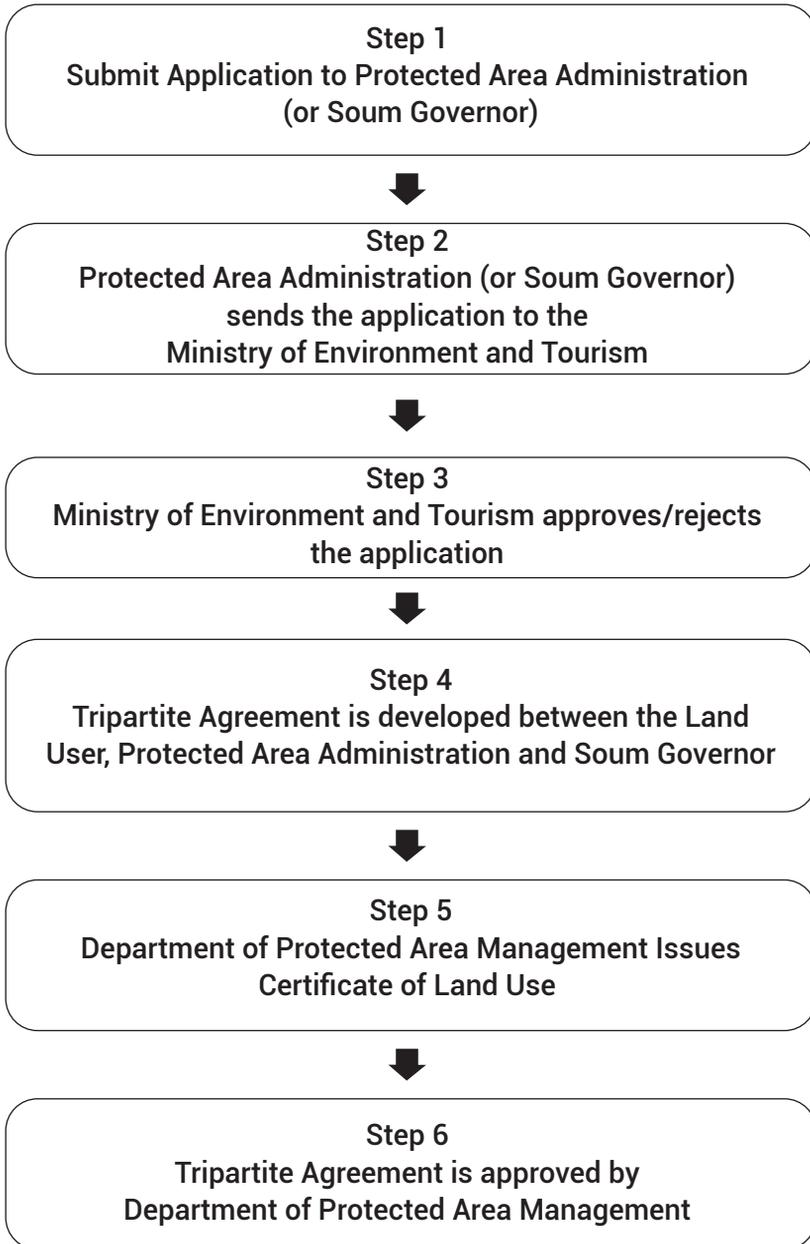 Step 1
Submit Application to Protected Area Administration
(or Soum Governor)
Step 2
Protected Area Administration (or Soum Governor)
sends the application to the
Ministry of Environment and Tourism
Step 3
Ministry of Environment and Tourism approves/rejects
the application
Step 4
Tripartite Agreement is developed between the Land
User, Protected Area Administration and Soum Governor
Step 5
Department of Protected Area Management Issues
Certificate of Land Use
Step 6
Tripartite Agreement is approved by
Department of Protected Area Management